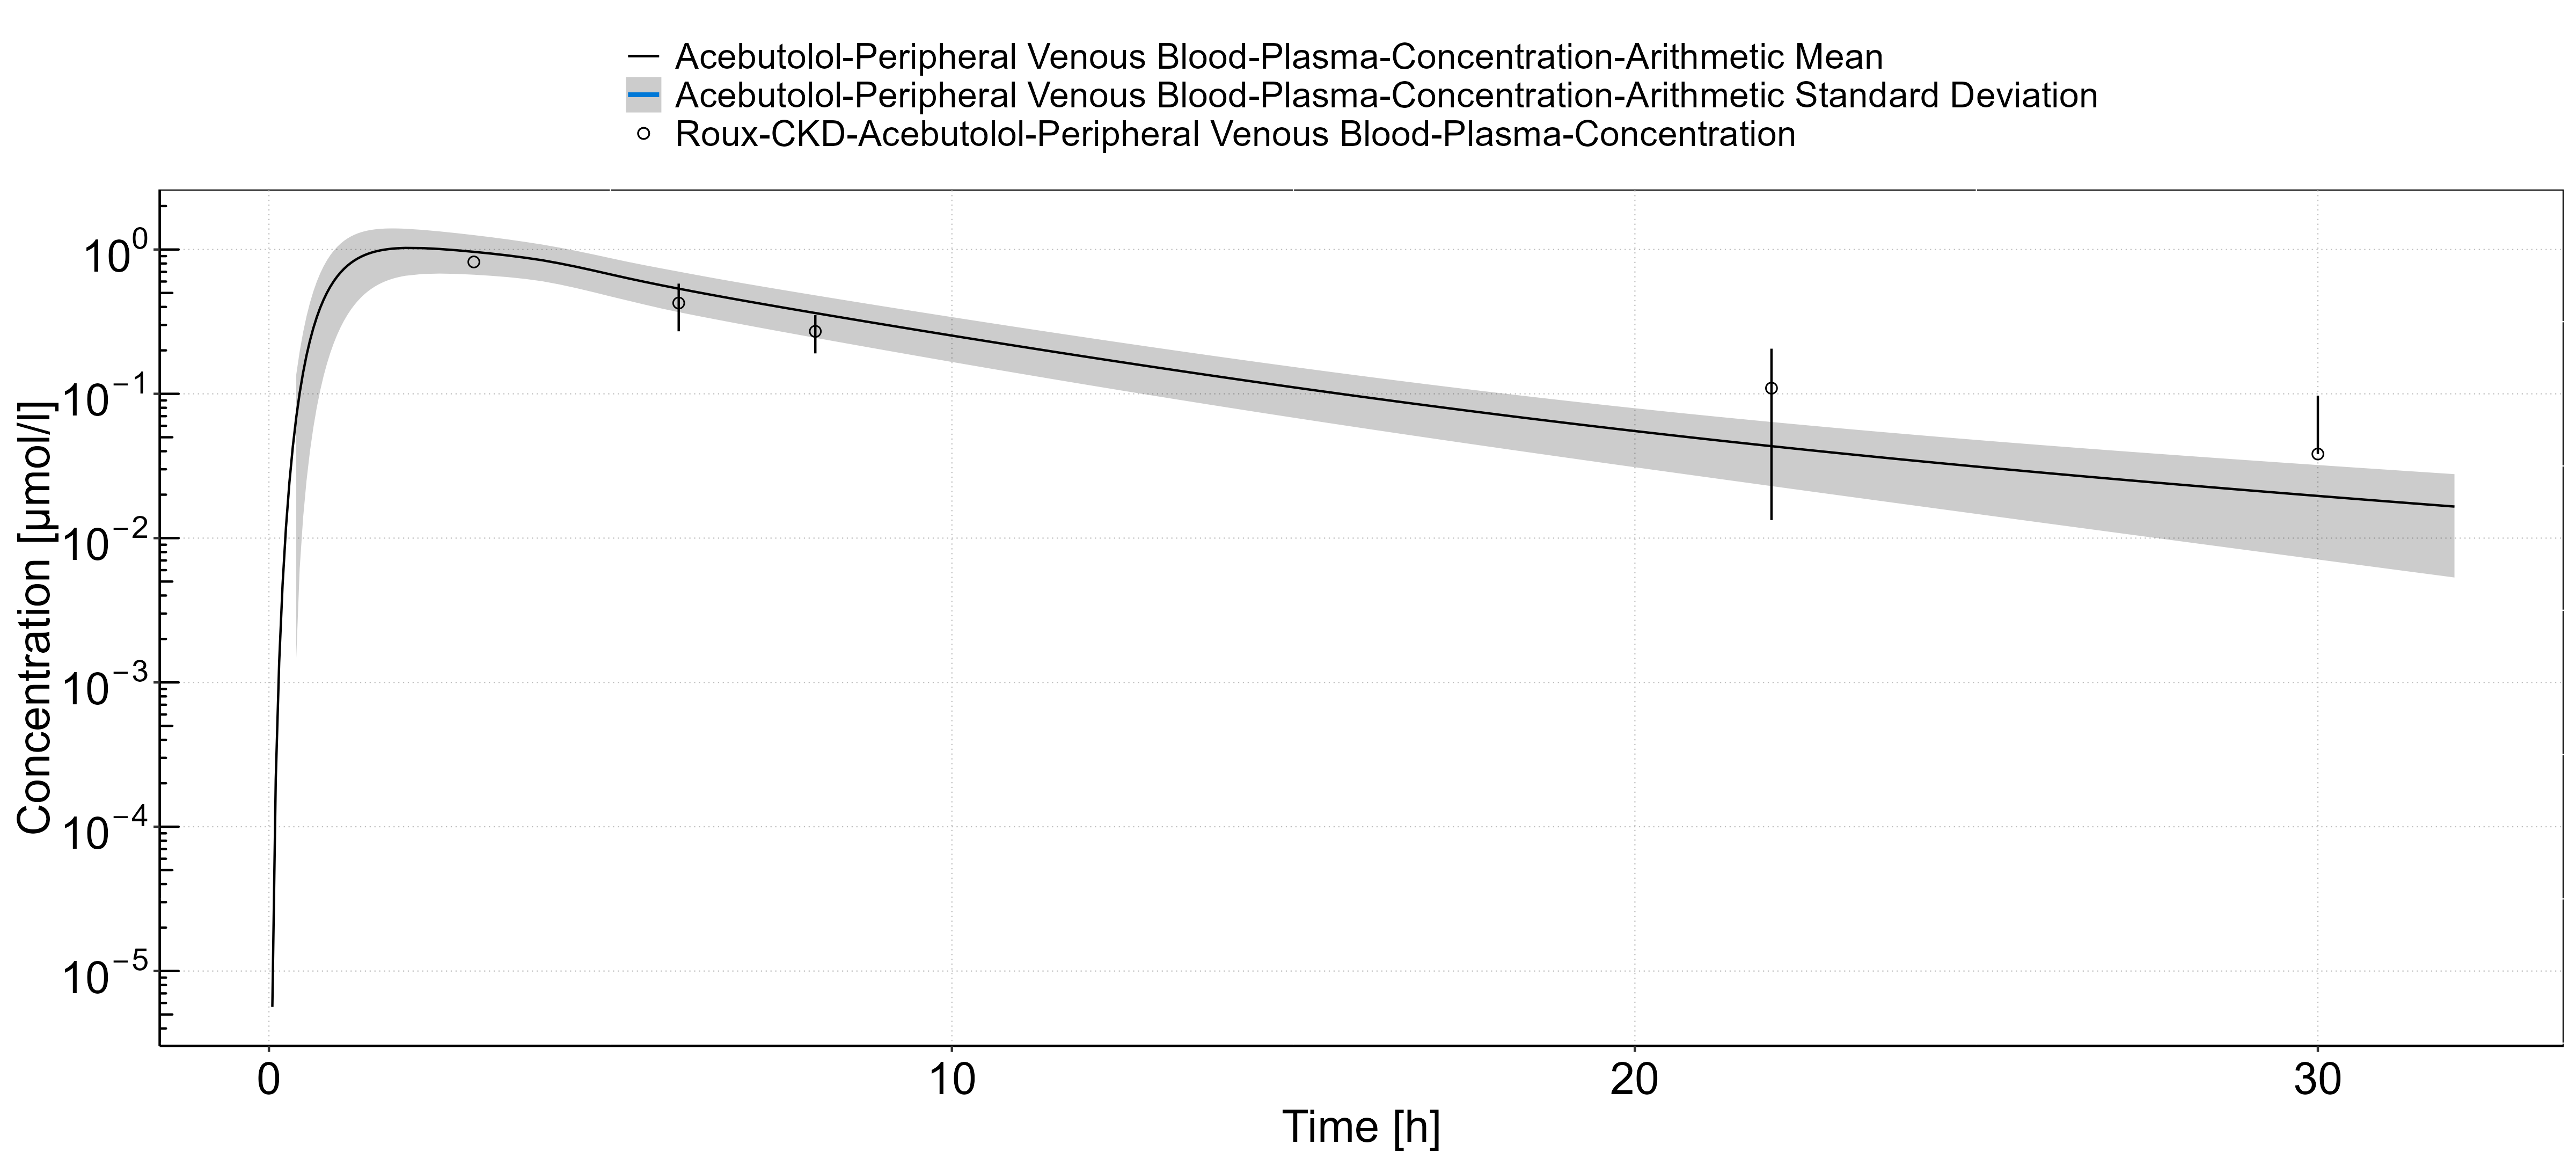 Acebutolol-Peripheral Venous Blood-Plasma-Concentration-Arithmetic Mean
Acebutolol-Peripheral Venous Blood-Plasma-Concentration-Arithmetic Standard Deviation
Roux-CKD-Acebutolol-Peripheral Venous Blood-Plasma-Concentration
Concentration [µmol/l]
10⁰
10⁻¹
10⁻²
10⁻³
10⁻⁴
10⁻⁵
0 10 20 30
Time [h]